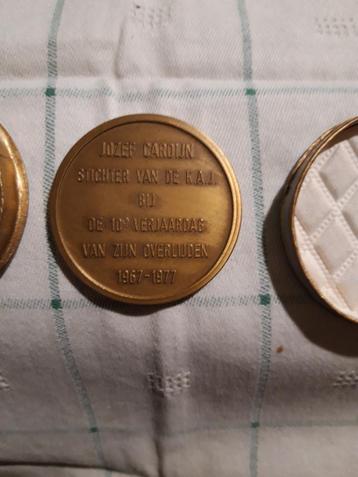 JOZEF CARDIJN
STICHTER VAN DE K.A.J.
BIJ
DE 10e VERJAARDAG
VAN ZIJN OVERLIJDEN
1967-1977